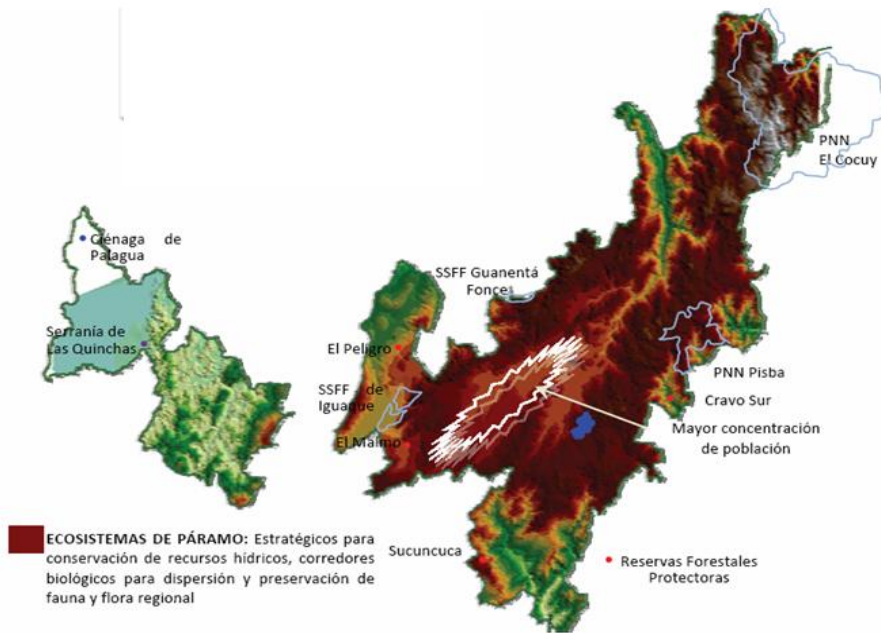 PNN
El Cocuy
Ciénaga de
Palagua
SSFF Guanentá
Fonce
Serranía de
Las Quinchas
El Peligro
PNN Pisba
SSFF de
Iguaque
Cravo Sur
Mayor concentración
de población
El Malmo
ECOSISTEMAS DE PÁRAMO: Estratégicos para
conservación de recursos hídricos, corredores
biológicos para dispersión y preservación de
fauna y flora regional
Sucuncuca
Reservas Forestales
Protectoras